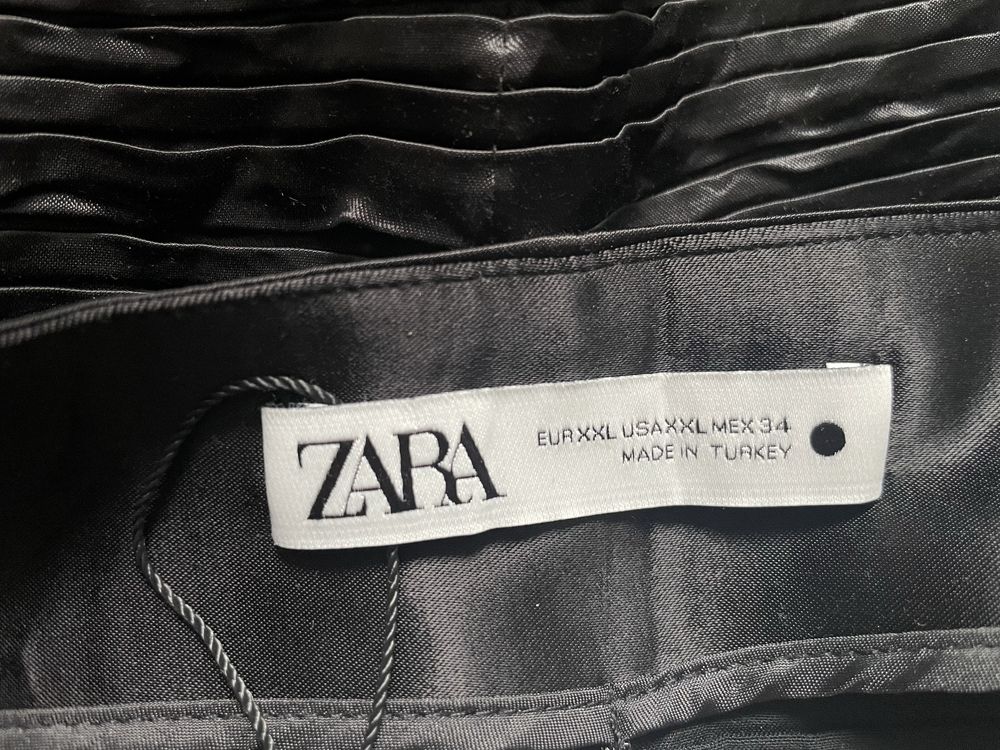 ZARA
EUR XXL USA XXL MEX 34
MADE IN TURKEY